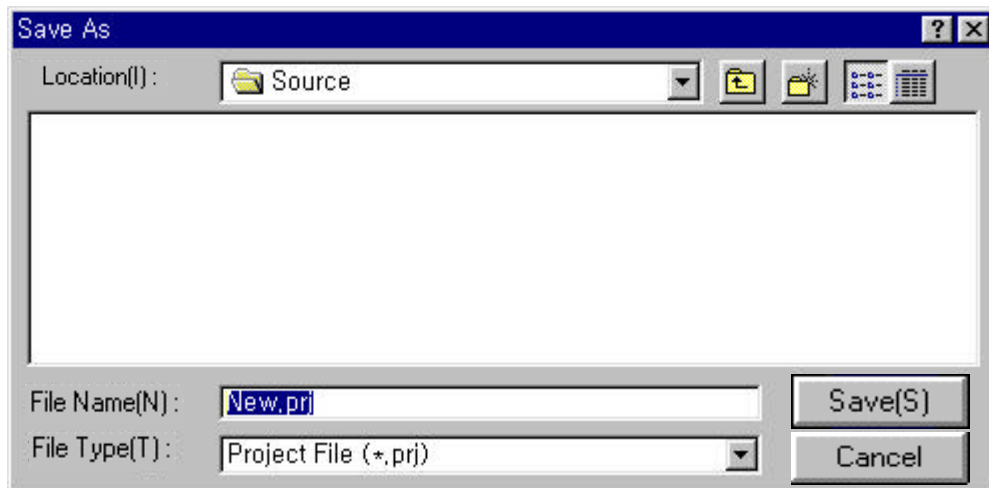 Save As
Location(I) :
Source
File Name(N) :
New.prj
Save(S)
File Type(T) :
Project File (*.prj)
Cancel